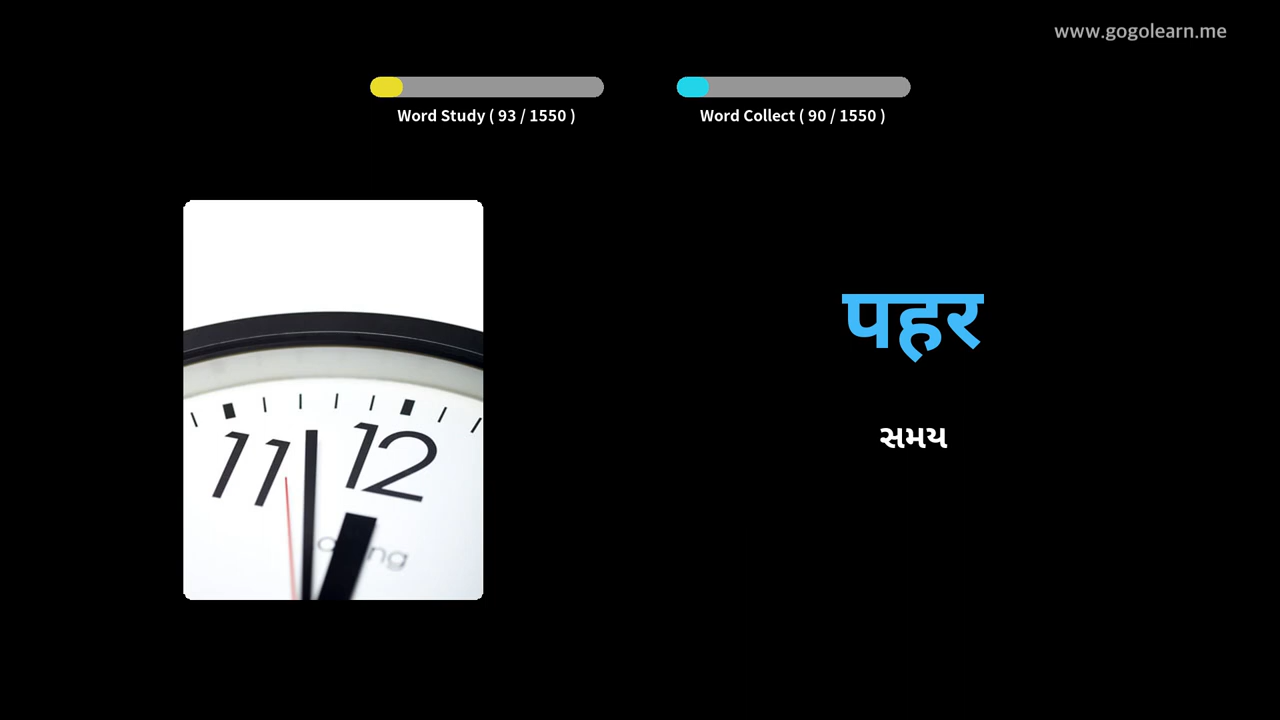 www.gogolearn.me
Word Study ( 93 / 1550 )
Word Collect ( 90 / 1550 )
पहर
સમય
11 12